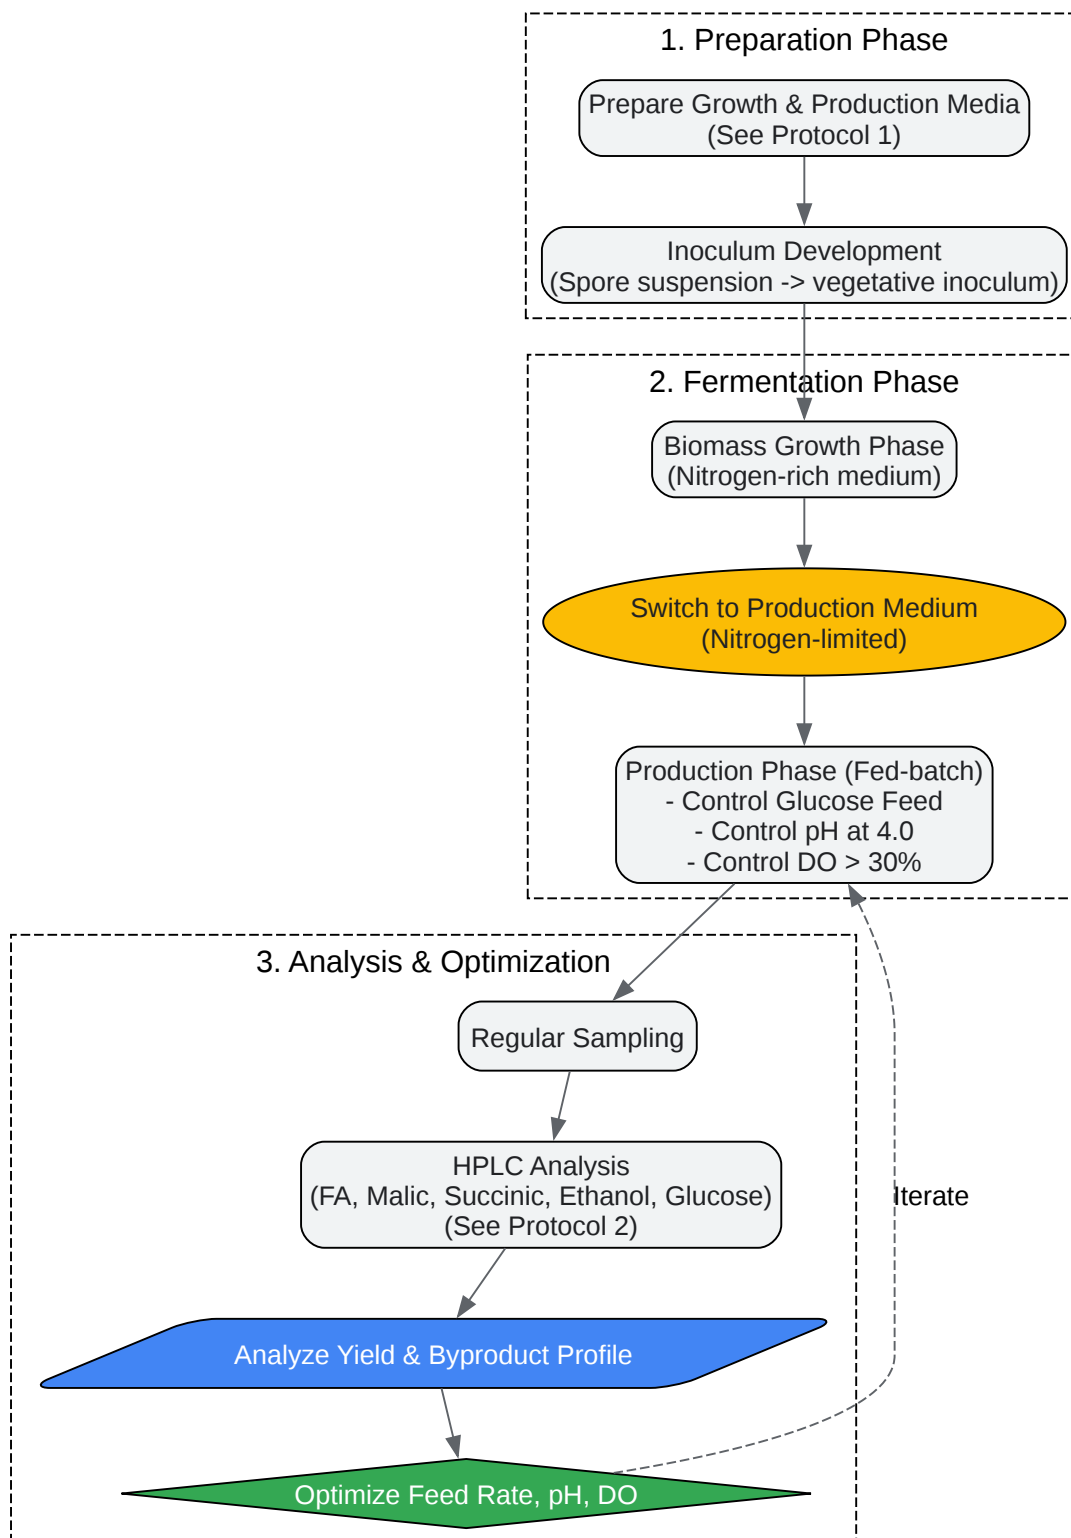 1. Preparation Phase
Prepare Growth & Production Media
(See Protocol 1)
Inoculum Development
(Spore suspension -> vegetative inoculum)
2. Fermentation Phase
Biomass Growth Phase
(Nitrogen-rich medium)
Switch to Production Medium
(Nitrogen-limited)
Production Phase (Fed-batch)
- Control Glucose Feed
- Control pH at 4.0
- Control DO > 30%
3. Analysis & Optimization
Regular Sampling
HPLC Analysis
(FA, Malic, Succinic, Ethanol, Glucose)
(See Protocol 2)
Iterate
Analyze Yield & Byproduct Profile
Optimize Feed Rate, pH, DO